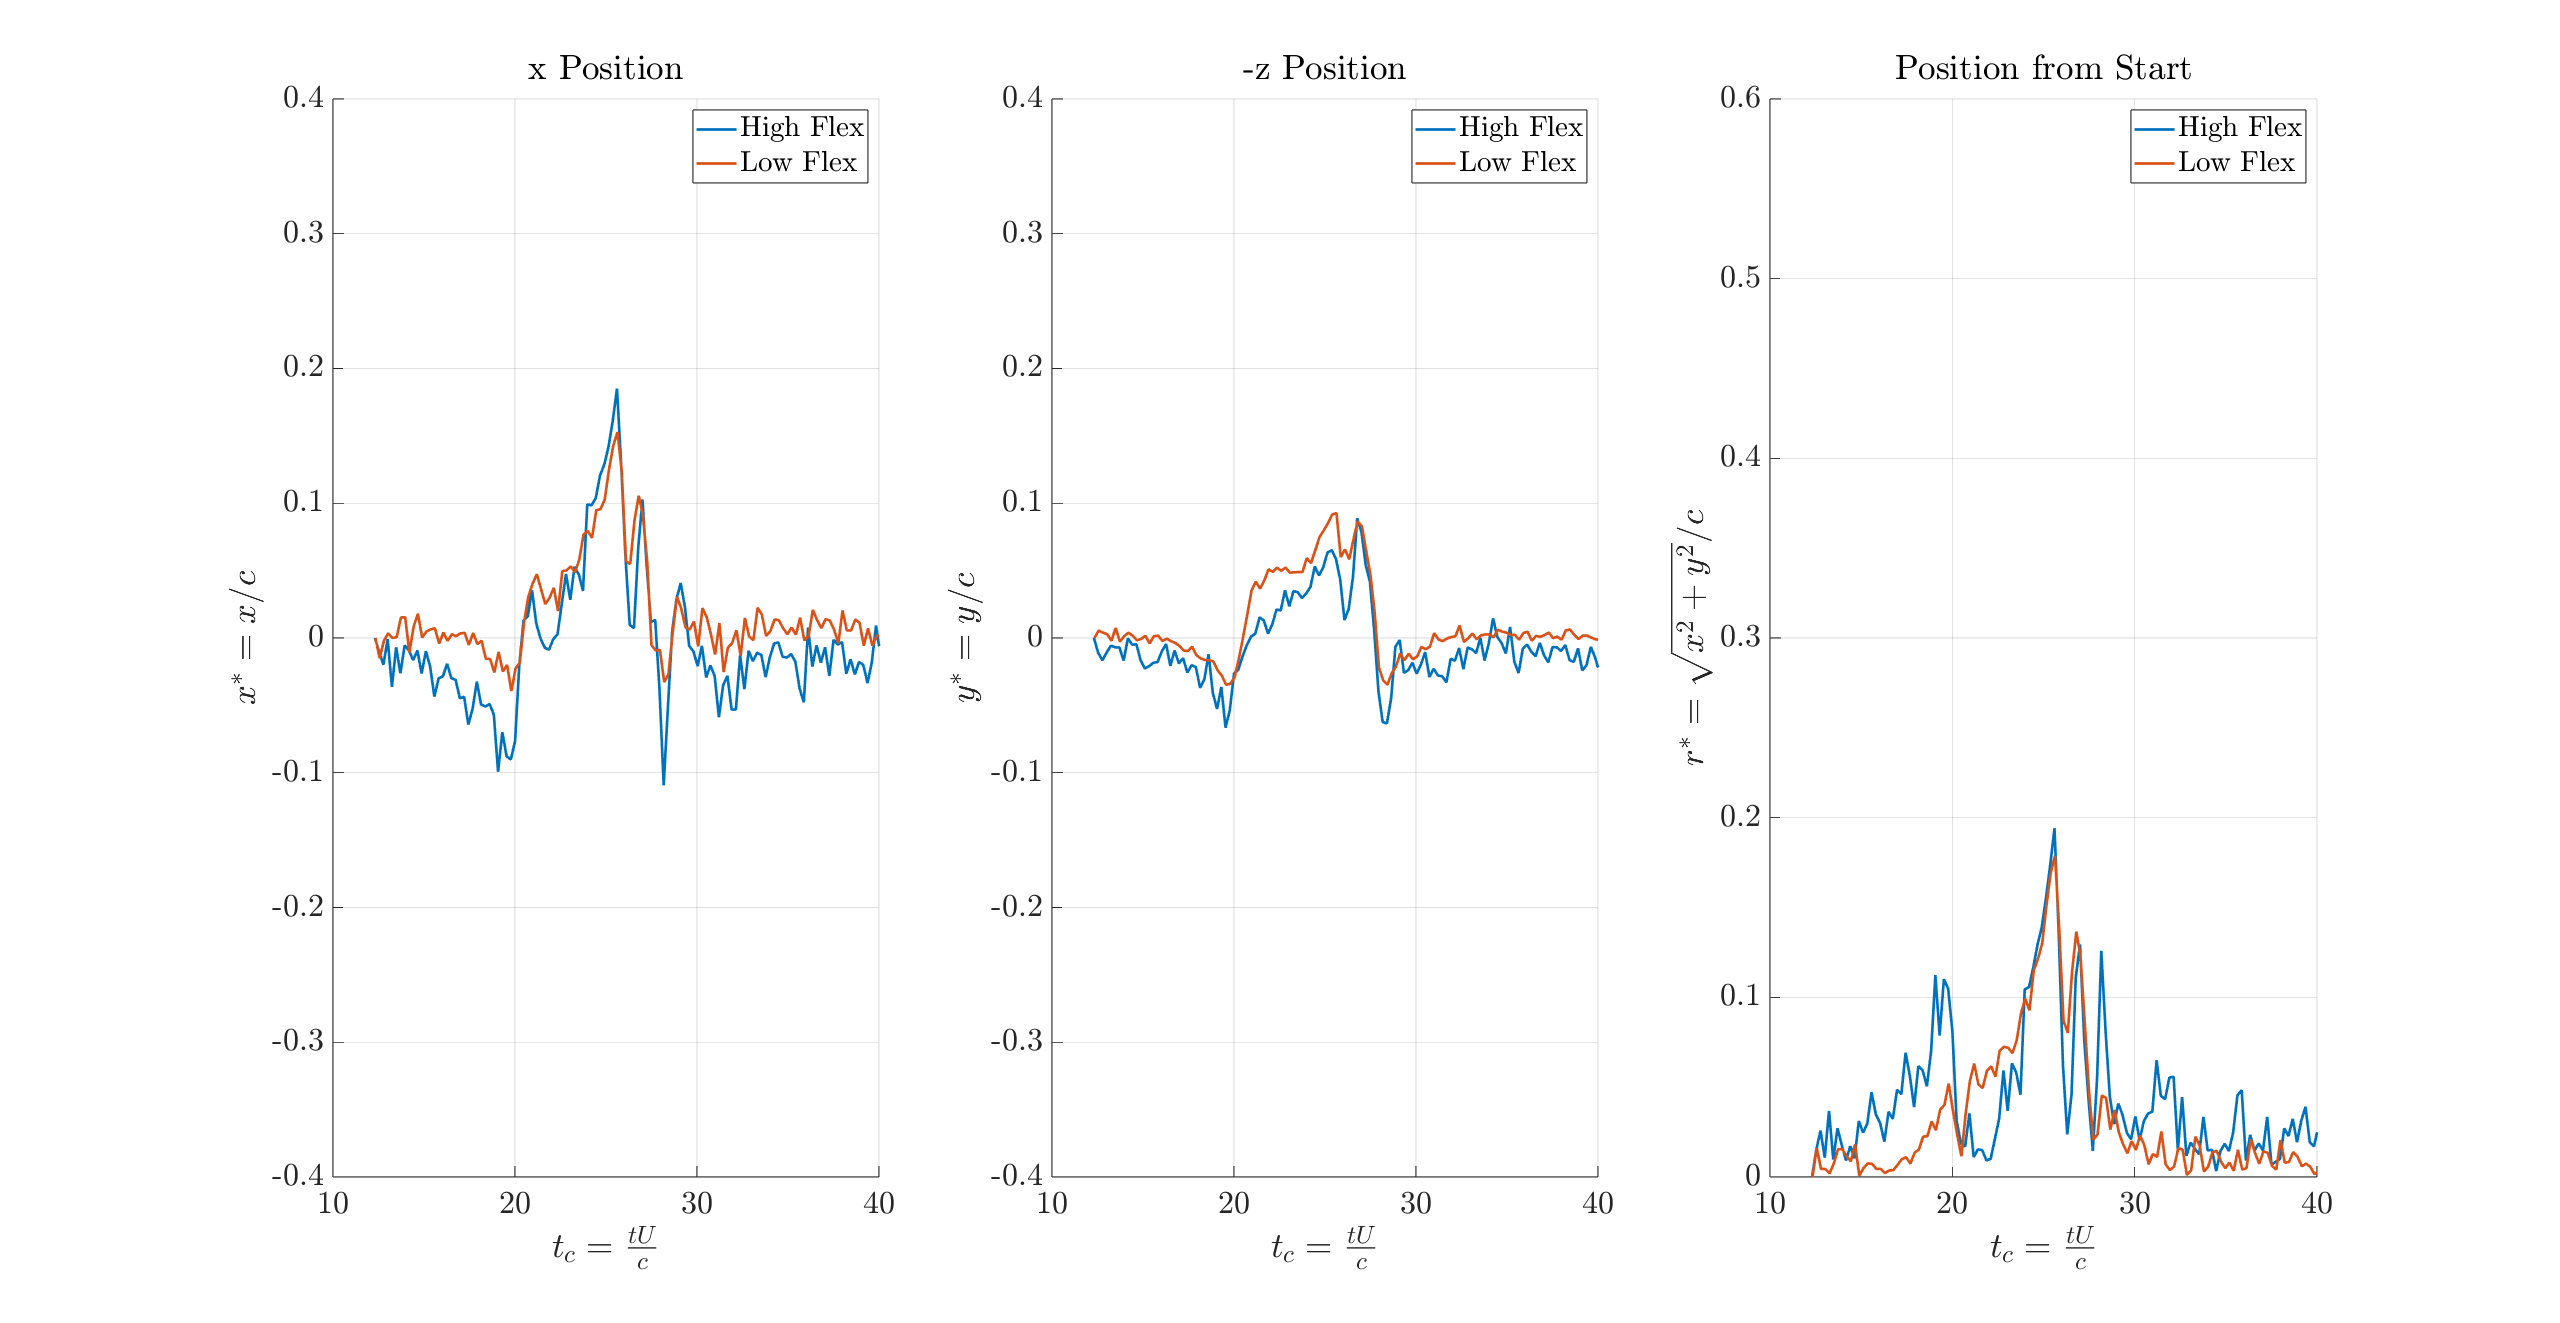 x Position
0.4
0.3
0.2
0.1
0
-0.1
-0.2
-0.3
-0.4
10 20 30 40
x* = x/c
t_c = tU/c
High Flex
Low Flex
-z Position
0.4
0.3
0.2
0.1
0
-0.1
-0.2
-0.3
-0.4
10 20 30 40
y* = y/c
t_c = tU/c
High Flex
Low Flex
Position from Start
0.6
0.5
0.4
0.3
0.2
0.1
0
10 20 30 40
r* = √(x² + y²)/c
t_c = tU/c
High Flex
Low Flex